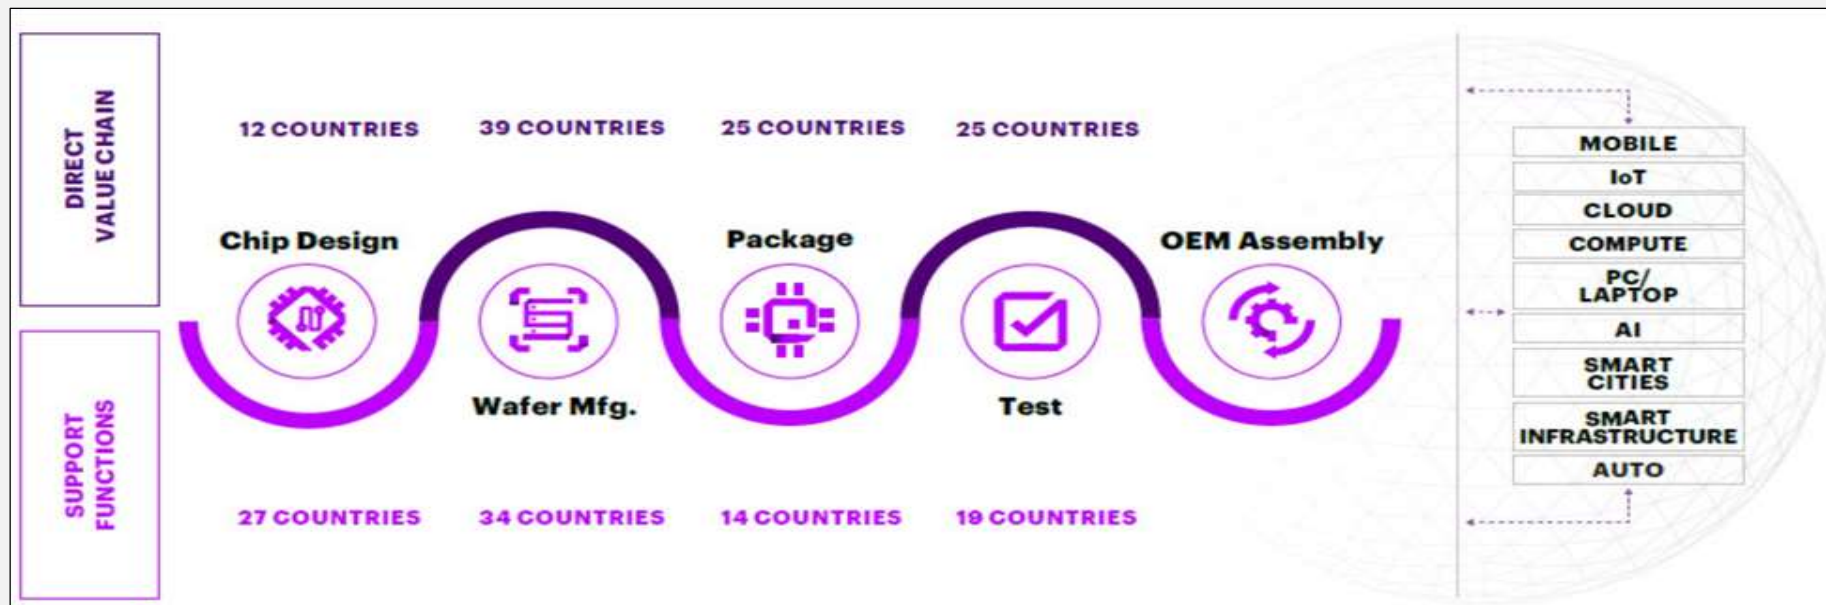 DIRECT
VALUE CHAIN
12 COUNTRIES
39 COUNTRIES
25 COUNTRIES
25 COUNTRIES
Chip Design
Package
OEM Assembly
Wafer Mfg.
Test
SUPPORT
FUNCTIONS
27 COUNTRIES
34 COUNTRIES
14 COUNTRIES
19 COUNTRIES
MOBILE
IoT
CLOUD
COMPUTE
PC/
LAPTOP
AI
SMART
CITIES
SMART
INFRASTRUCTURE
AUTO